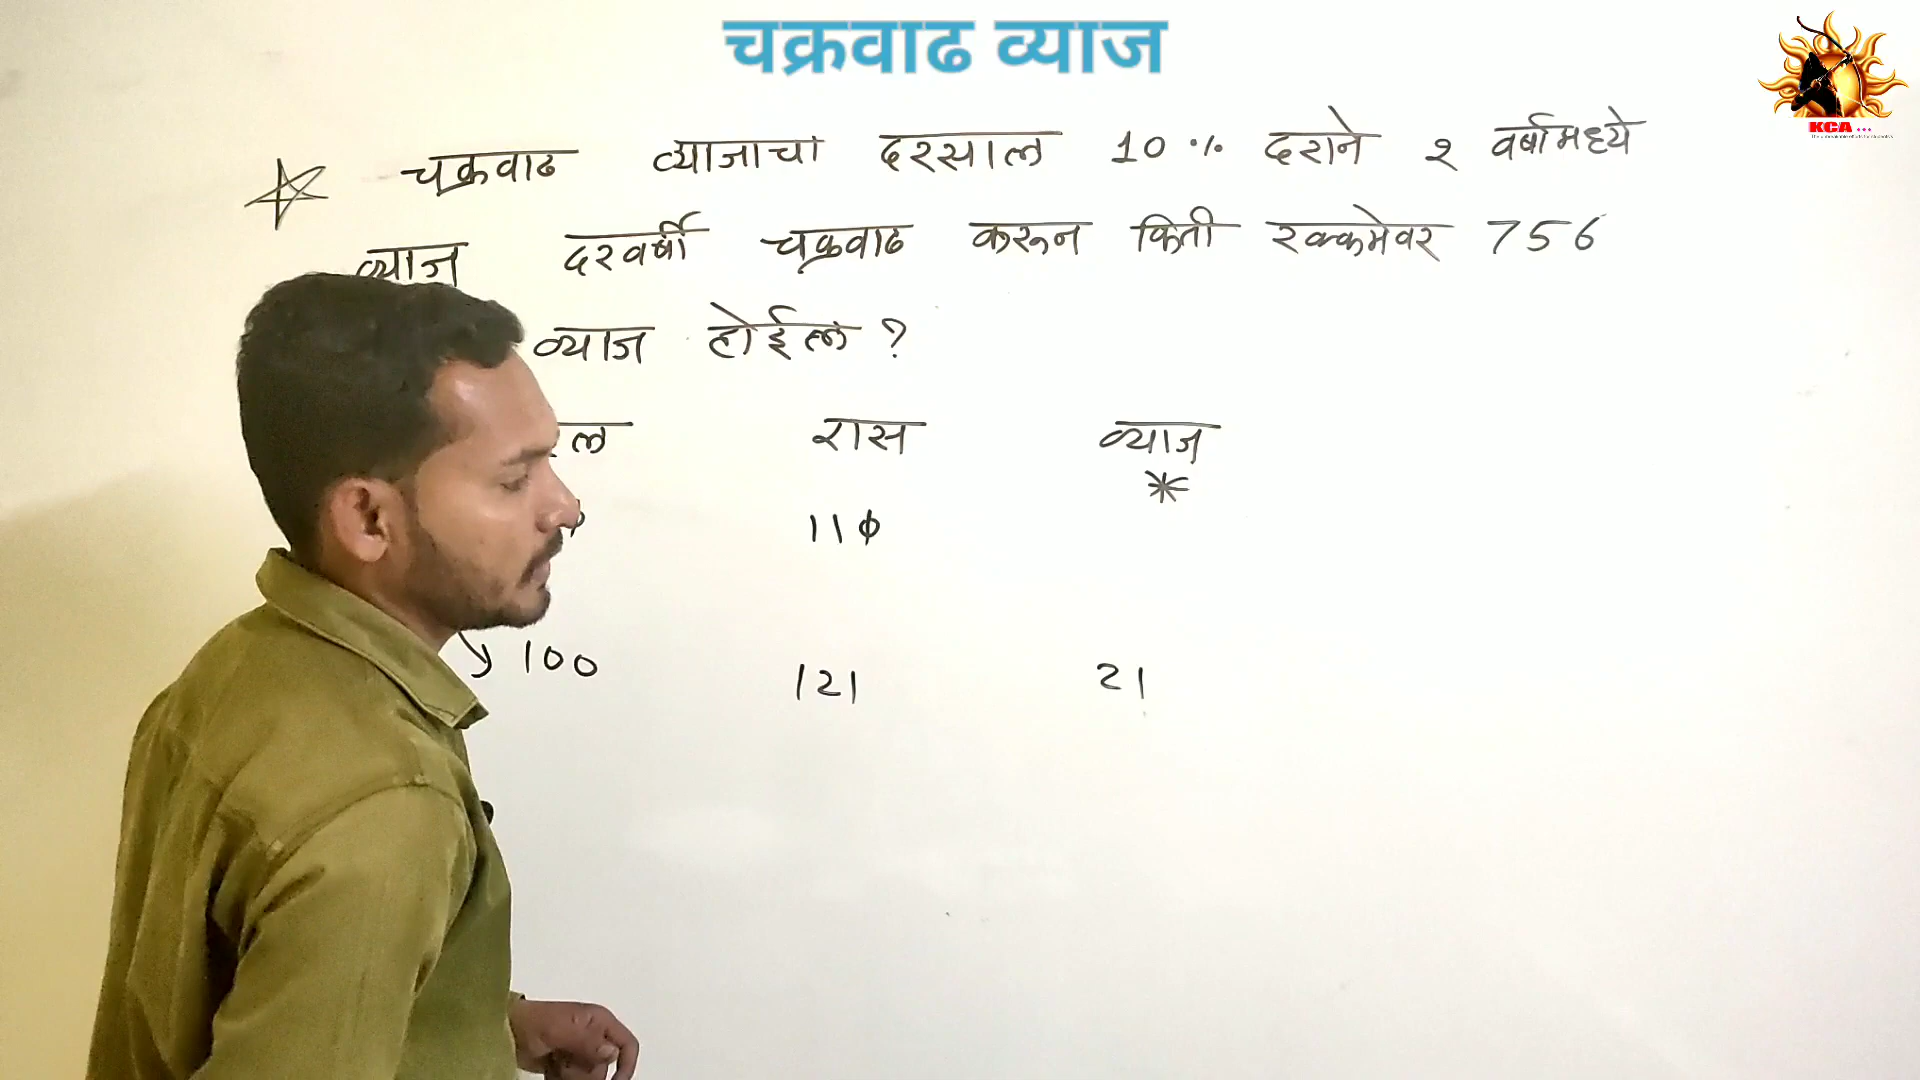 चक्रवाढ व्याज
KCA...
चक्रवाढ व्याजाचा दरसाल 10 % दराने २ वर्षामध्ये
व्याज दरवर्षी चक्रवाढ करून किती रक्कमेवर 756
व्याज होईल ?
ल रास व्याज
110
100 121 21